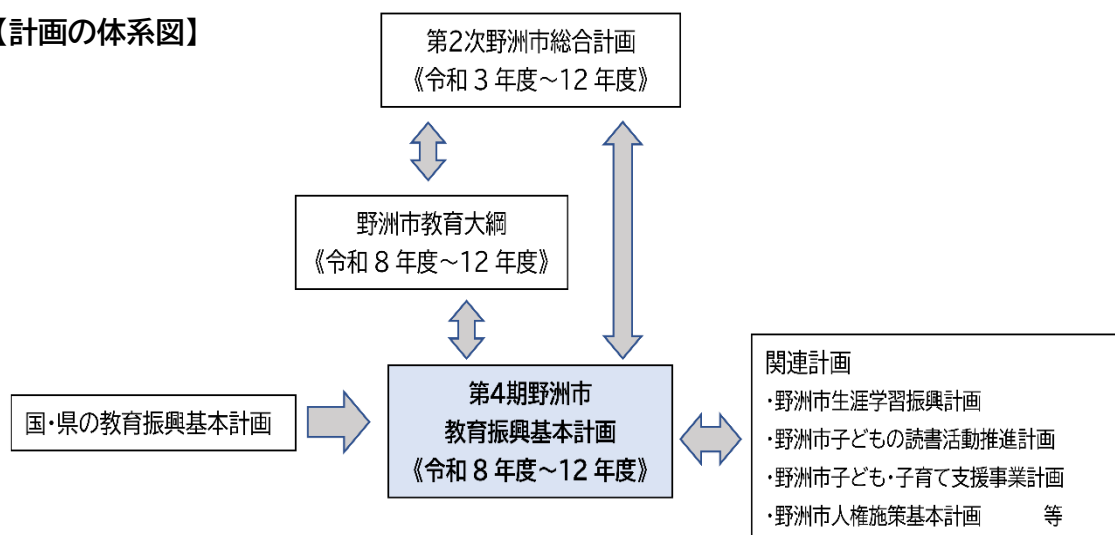 【計画の体系図】
第2次野洲市総合計画
《令和 3 年度～12 年度》
野洲市教育大綱
《令和 8 年度～12 年度》
国・県の教育振興基本計画
第4期野洲市
教育振興基本計画
《令和 8 年度～12 年度》
関連計画
・野洲市生涯学習振興計画
・野洲市子どもの読書活動推進計画
・野洲市子ども・子育て支援事業計画
・野洲市人権施策基本計画　　等